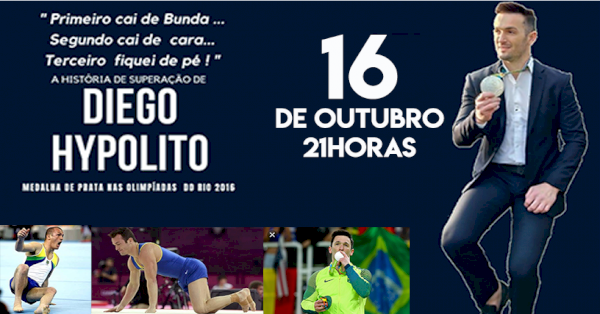 " Primeiro cai de Bunda ...
Segundo cai de cara...
Terceiro fiquei de pé ! "
A HISTÓRIA DE SUPERAÇÃO DE
DIEGO
HYPOLITO
MEDALHA DE PRATA NAS OLIMPÍADAS DO RIO 2016
16
DE OUTUBRO
21HORAS